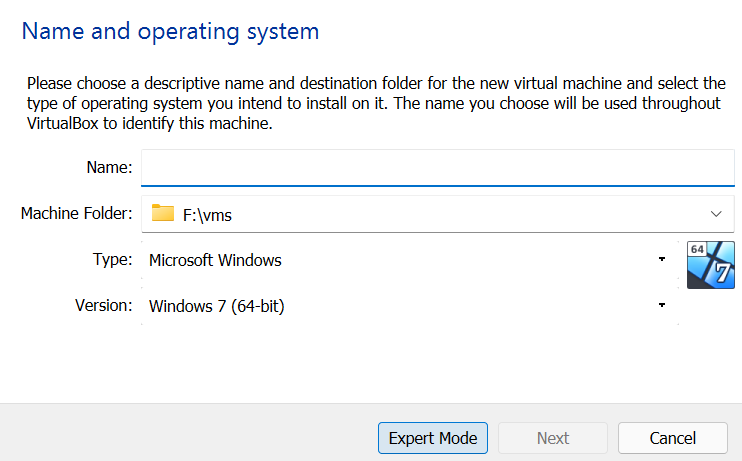 Name and operating system
Please choose a descriptive name and destination folder for the new virtual machine and select the
type of operating system you intend to install on it. The name you choose will be used throughout
VirtualBox to identify this machine.
Name:
Machine Folder: F:\vms
Type: Microsoft Windows
64
7
Version: Windows 7 (64-bit)
Expert Mode Next Cancel